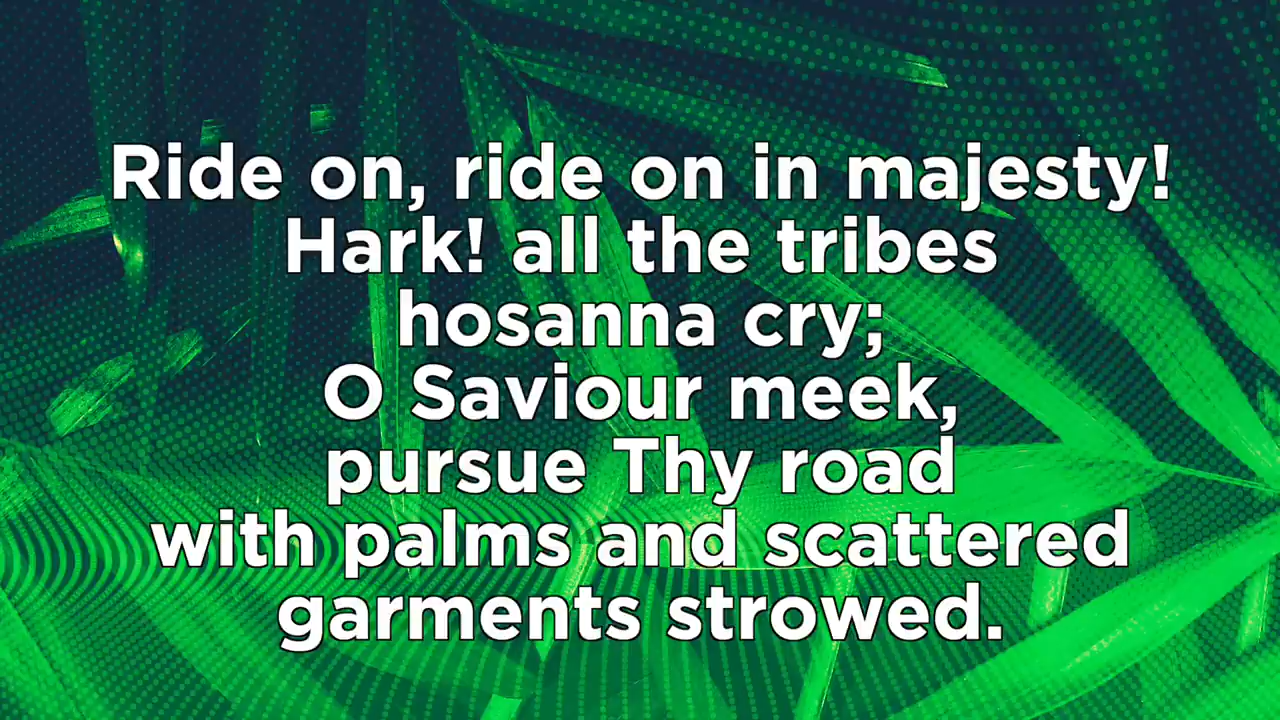 Ride on, ride on in majesty!
Hark! all the tribes
hosanna cry;
O Saviour meek,
pursue Thy road
with palms and scattered
garments strowed.